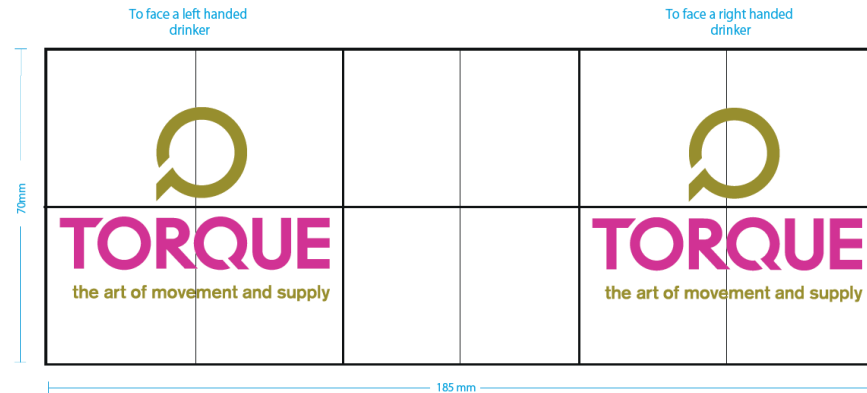 To face a left handed
drinker
To face a right handed
drinker
70mm
TORQUE
the art of movement and supply
TORQUE
the art of movement and supply
185 mm